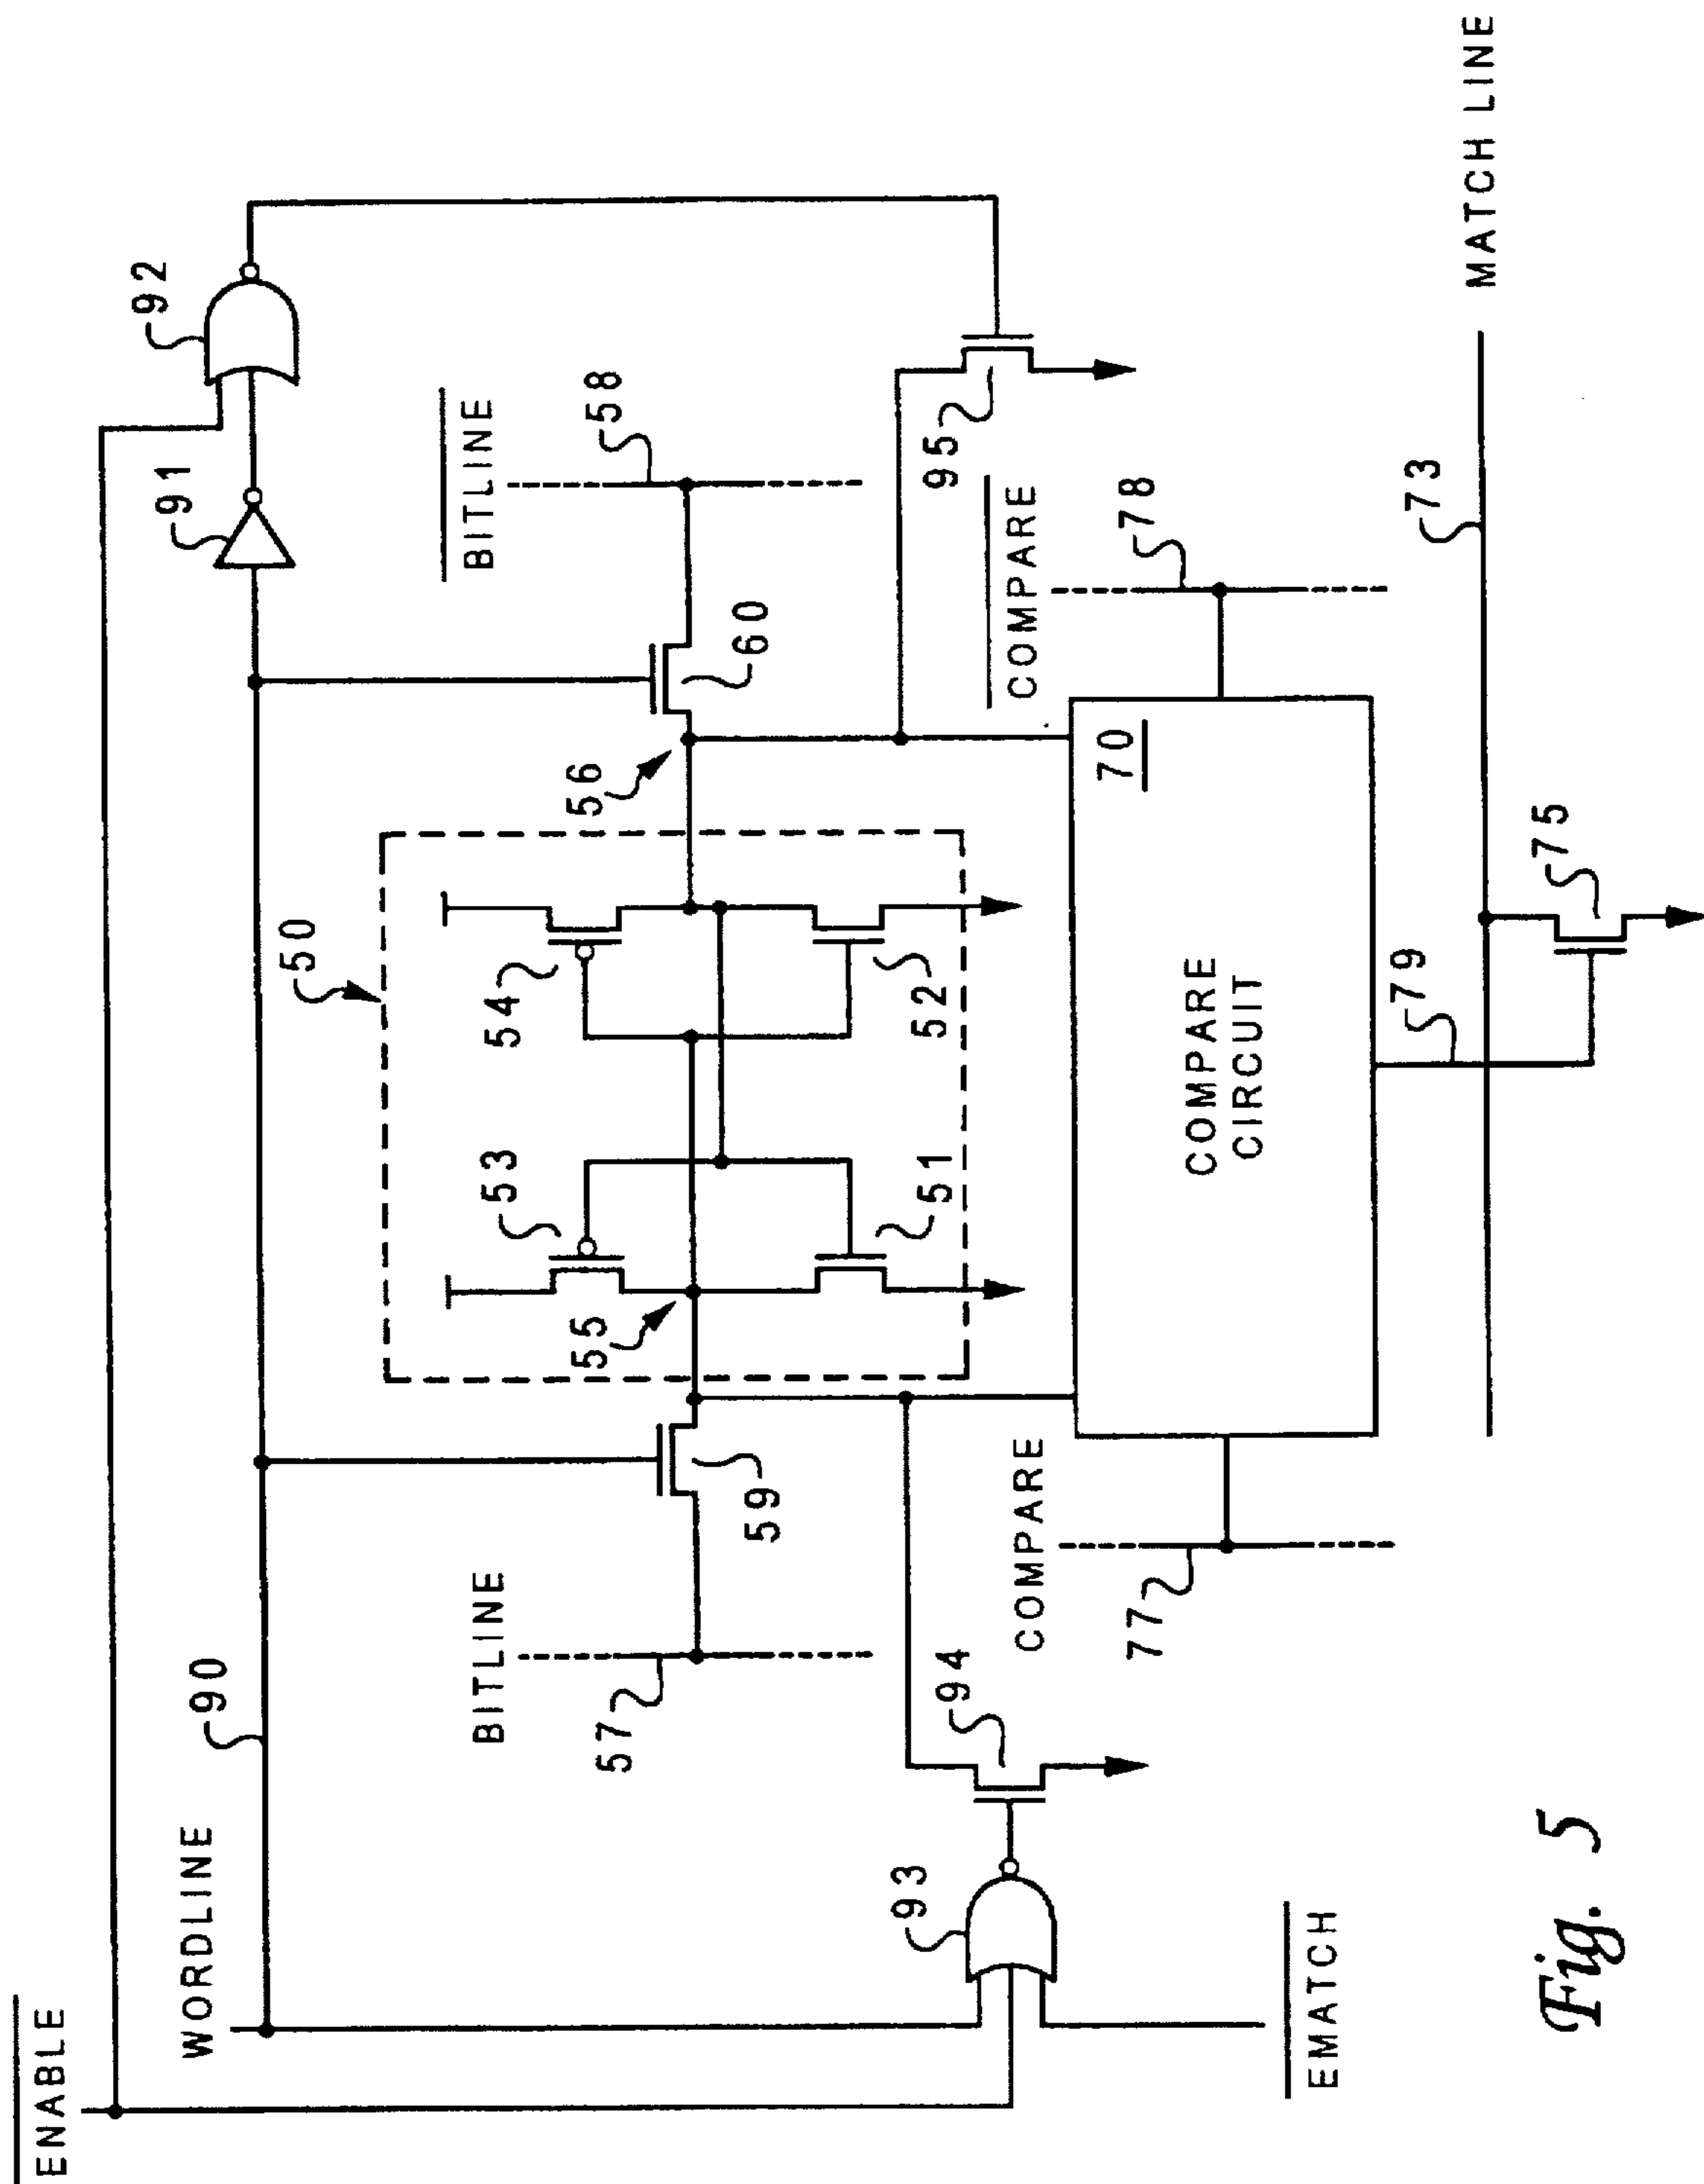 ENABLE
WORDLINE
90
91
92
50
BITLINE
57
59
55
53
51
54
52
56
60
BITLINE
58
93
94
COMPARE
77
COMPARE
CIRCUIT
70
COMPARE
78
95
EMATCH
79
75
73
MATCH LINE
Fig. 5